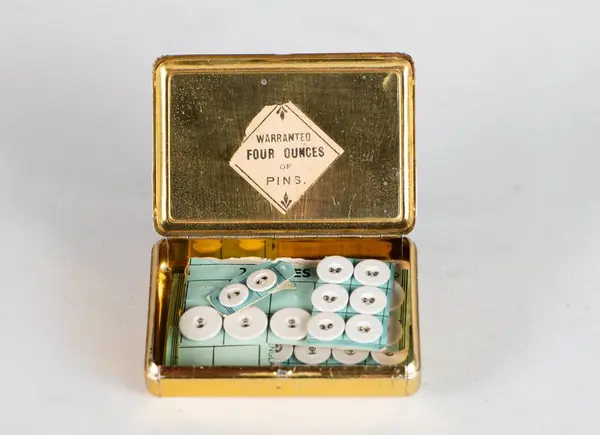 WARRANTED
FOUR OUNCES
OF
PINS.